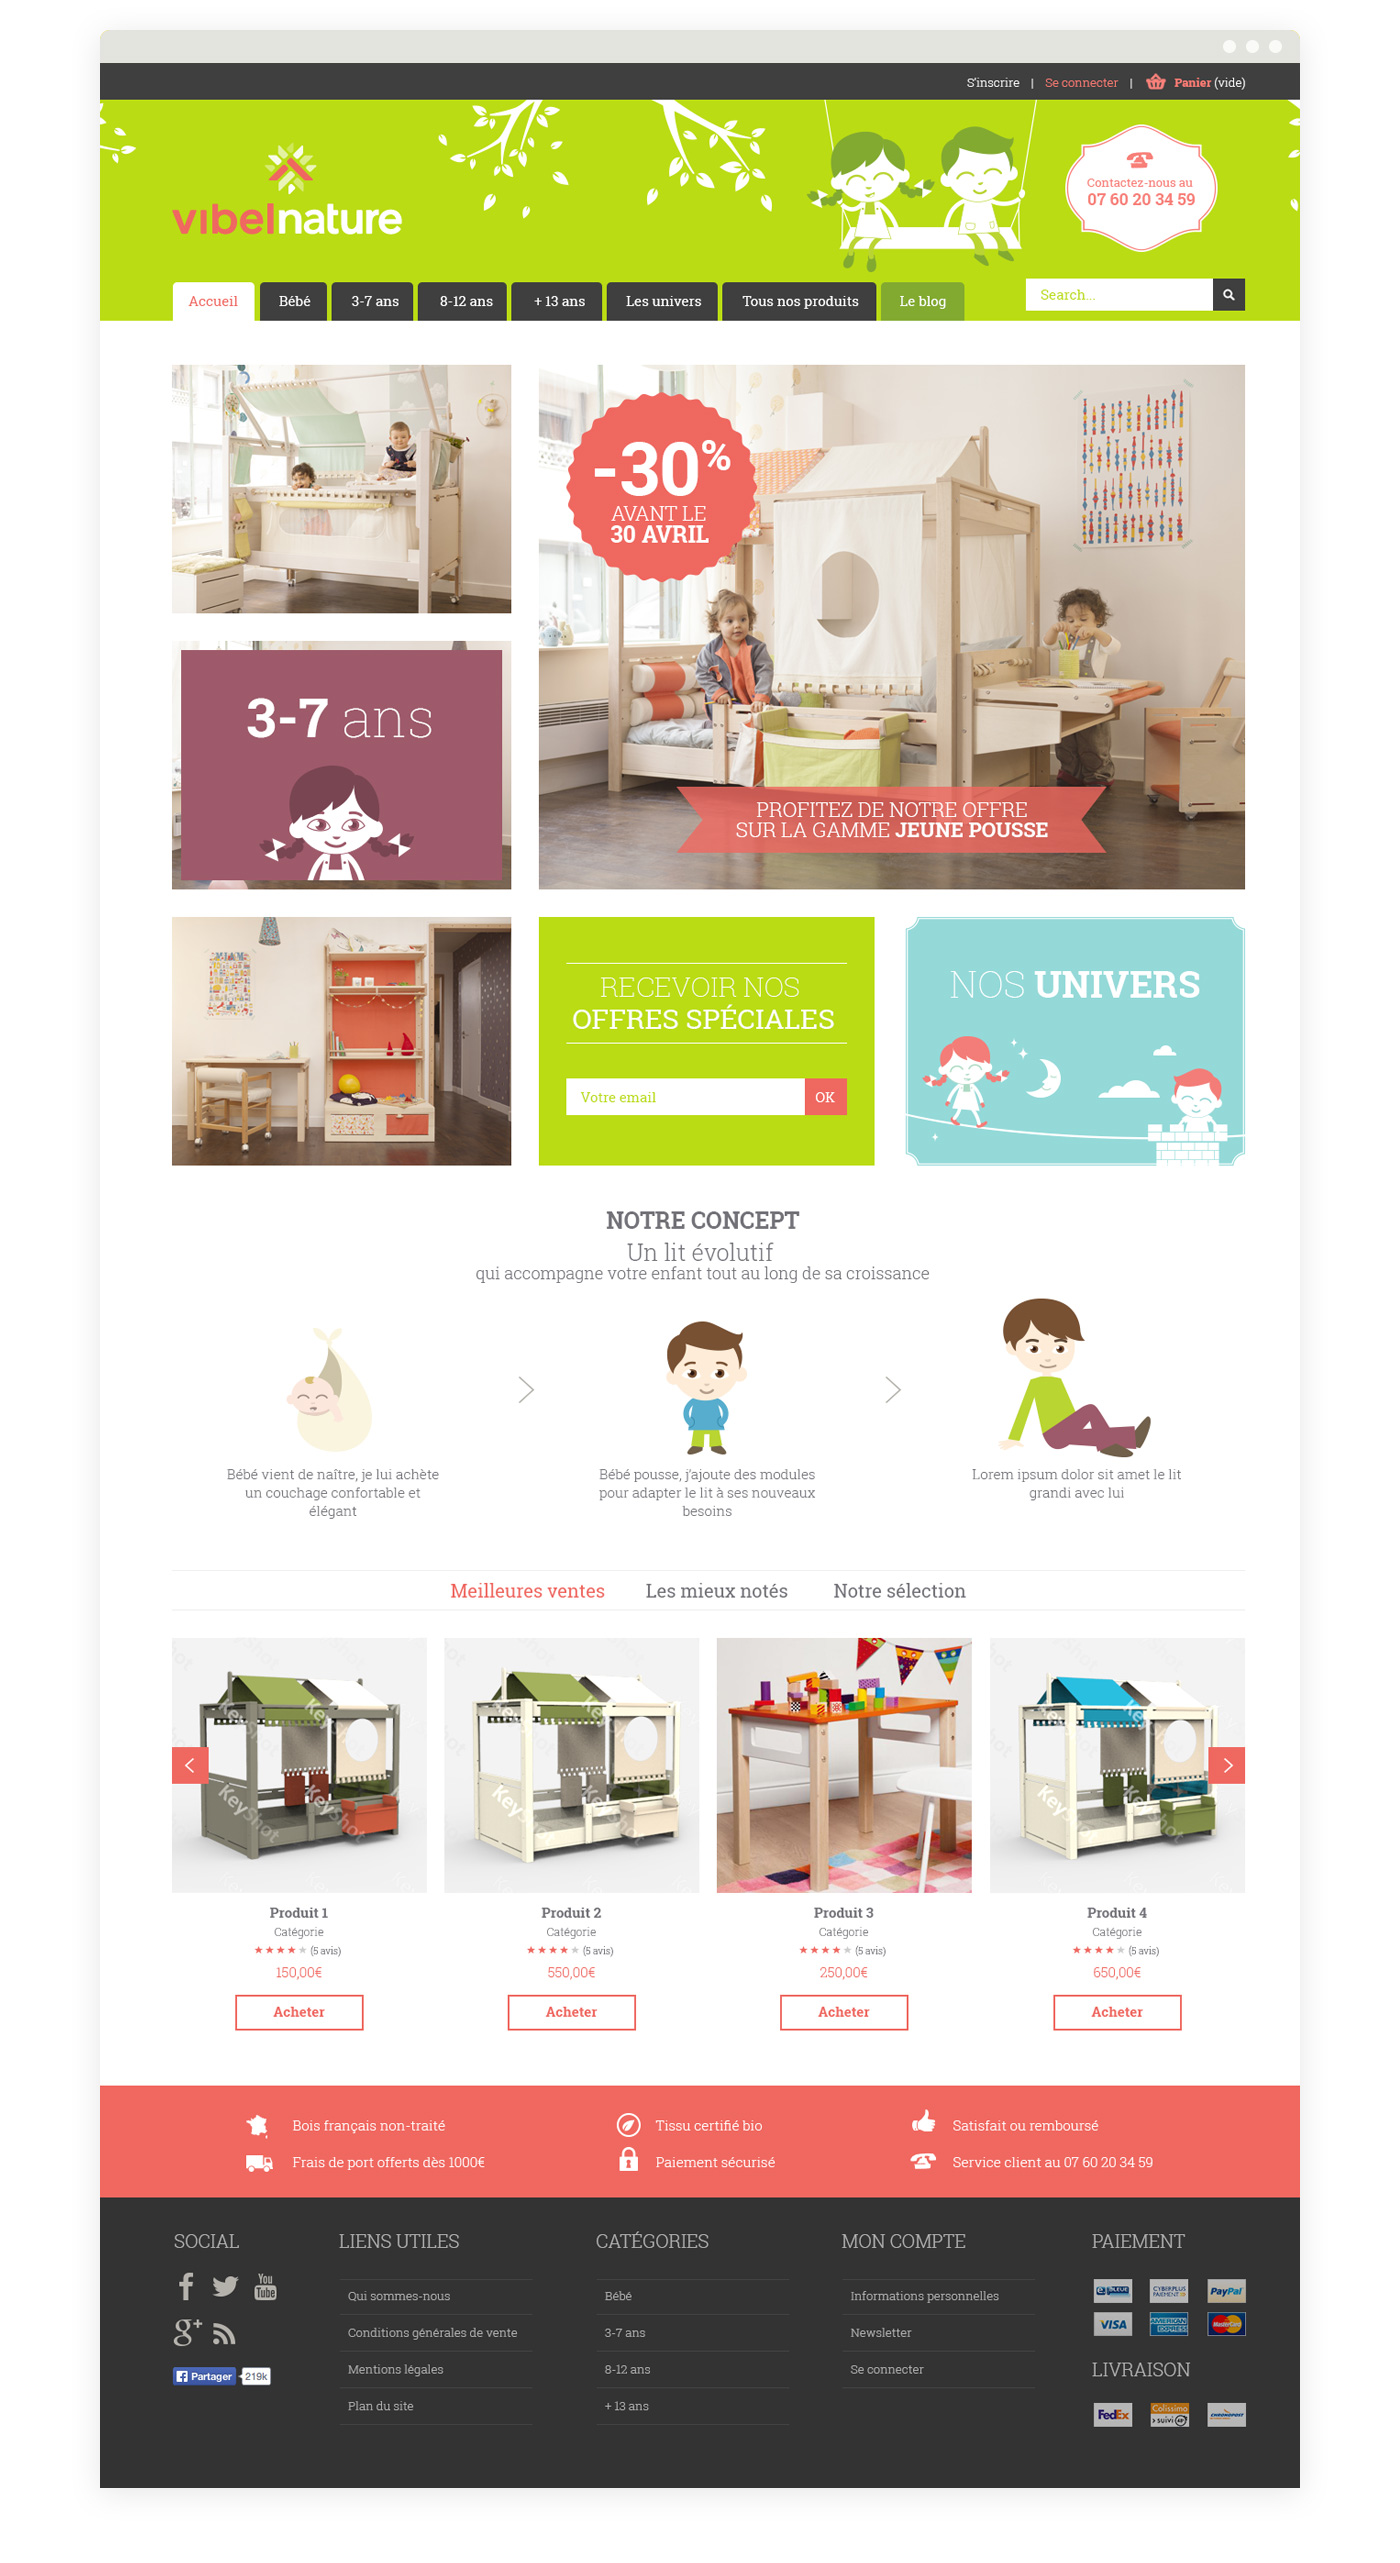 S'inscrire | Se connecter | Panier (vide)
vibelnature
Contactez-nous au
07 60 20 34 59
Accueil
Bébé
3-7 ans
8-12 ans
+ 13 ans
Les univers
Tous nos produits
Le blog
Search...
-30%
AVANT LE
30 AVRIL
3-7 ans
PROFITEZ DE NOTRE OFFRE
SUR LA GAMME JEUNE POUSSE
RECEVOIR NOS
OFFRES SPÉCIALES
Votre email
OK
NOS UNIVERS
NOTRE CONCEPT
Un lit évolutif
qui accompagne votre enfant tout au long de sa croissance
Bébé vient de naître, je lui achète
un couchage confortable et
élégant
Bébé pousse, j'ajoute des modules
pour adapter le lit à ses nouveaux
besoins
Lorem ipsum dolor sit amet le lit
grandi avec lui
Meilleures ventes
Les mieux notés
Notre sélection
KeyShot
KeyShot
KeyShot
Produit 1
Catégorie
(5 avis)
150,00€
Acheter
Produit 2
Catégorie
(5 avis)
550,00€
Acheter
Produit 3
Catégorie
(5 avis)
250,00€
Acheter
Produit 4
Catégorie
(5 avis)
650,00€
Acheter
Bois français non-traité
Tissu certifié bio
Satisfait ou remboursé
Frais de port offerts dès 1000€
Paiement sécurisé
Service client au 07 60 20 34 59
SOCIAL
You
Tube
g+
Partager
219k
LIENS UTILES
Qui sommes-nous
Conditions générales de vente
Mentions légales
Plan du site
CATÉGORIES
Bébé
3-7 ans
8-12 ans
+ 13 ans
MON COMPTE
Informations personnelles
Newsletter
Se connecter
PAIEMENT
e BLEUE
CYBERPLUS
PAIEMENT
PayPal
VISA
AMERICAN
EXPRESS
MasterCard
LIVRAISON
FedEx
Colissimo
suivi
CHRONOPOST